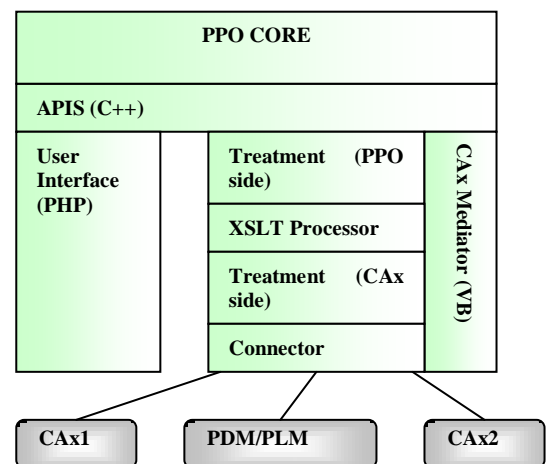 PPO CORE
APIS (C++)
User
Interface
(PHP)
Treatment (PPO
side)
XSLT Processor
Treatment (CAx
side)
Connector
CAx Mediator (VB)
CAx1
PDM/PLM
CAx2